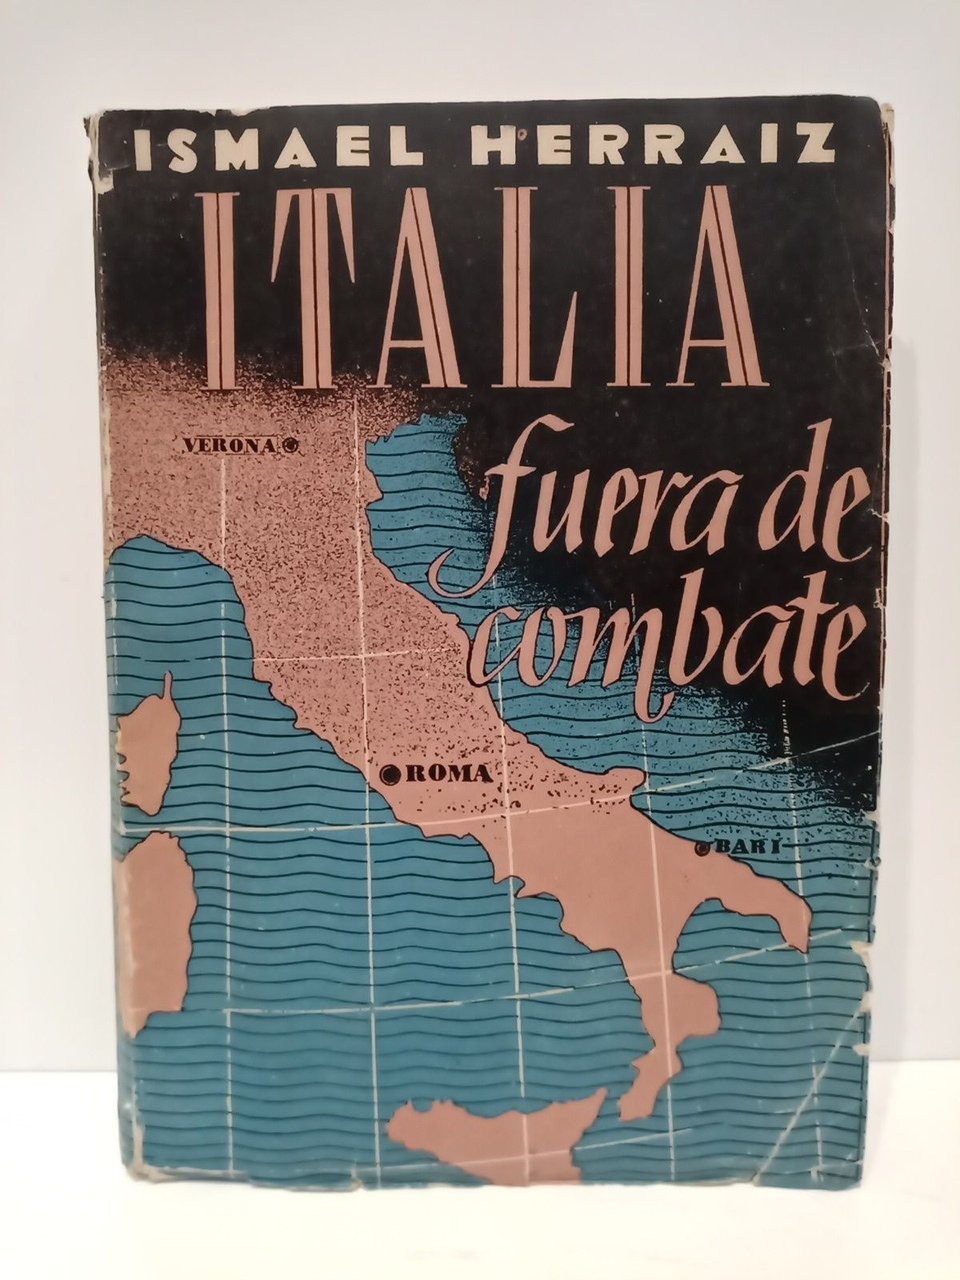 ISMAEL HERRAIZ
ITALIA
fuera de
combate
VERONA
ROMA
BARI